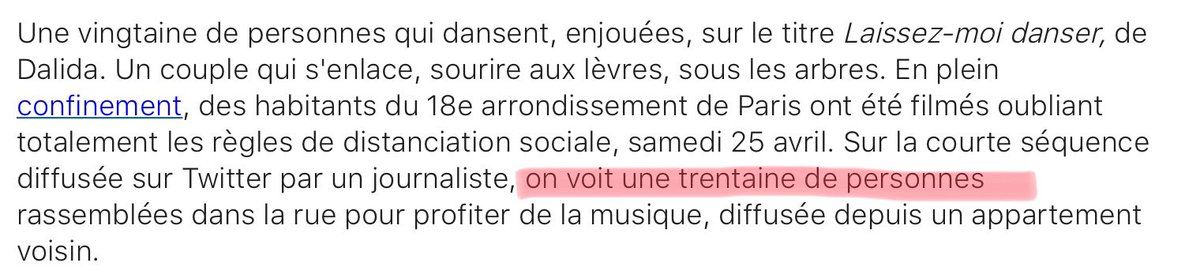 Une vingtaine de personnes qui dansent, enjouées, sur le titre Laissez-moi danser, de
Dalida. Un couple qui s'enlace, sourire aux lèvres, sous les arbres. En plein
confinement, des habitants du 18e arrondissement de Paris ont été filmés oubliant
totalement les règles de distanciation sociale, samedi 25 avril. Sur la courte séquence
diffusée sur Twitter par un journaliste, on voit une trentaine de personnes
rassemblées dans la rue pour profiter de la musique, diffusée depuis un appartement
voisin.